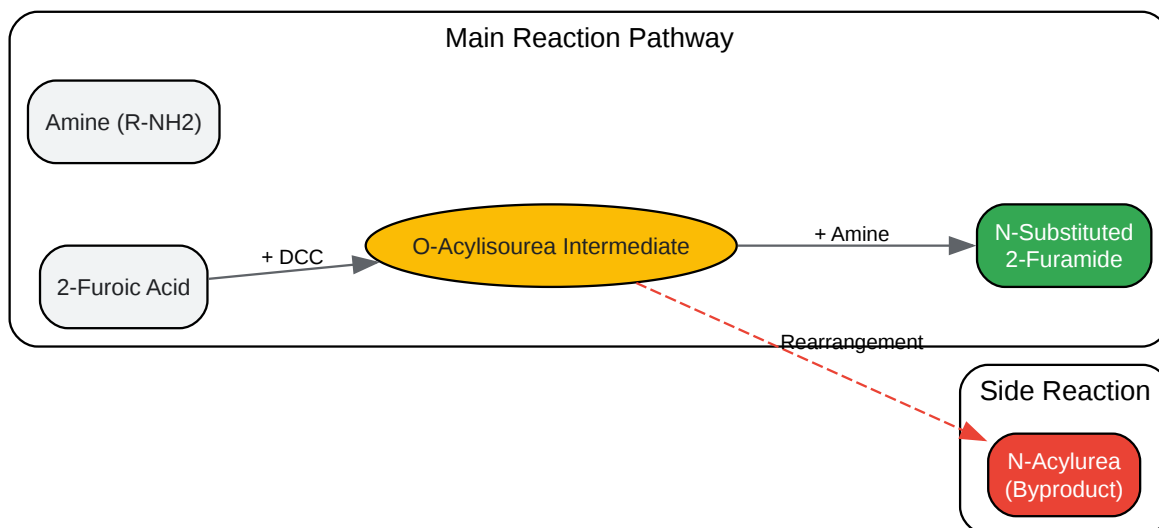 Main Reaction Pathway
Amine (R-NH2)
2-Furoic Acid
+ DCC
O-Acylisourea Intermediate
+ Amine
N-Substituted
2-Furamide
Rearrangement
Side Reaction
N-Acylurea
(Byproduct)